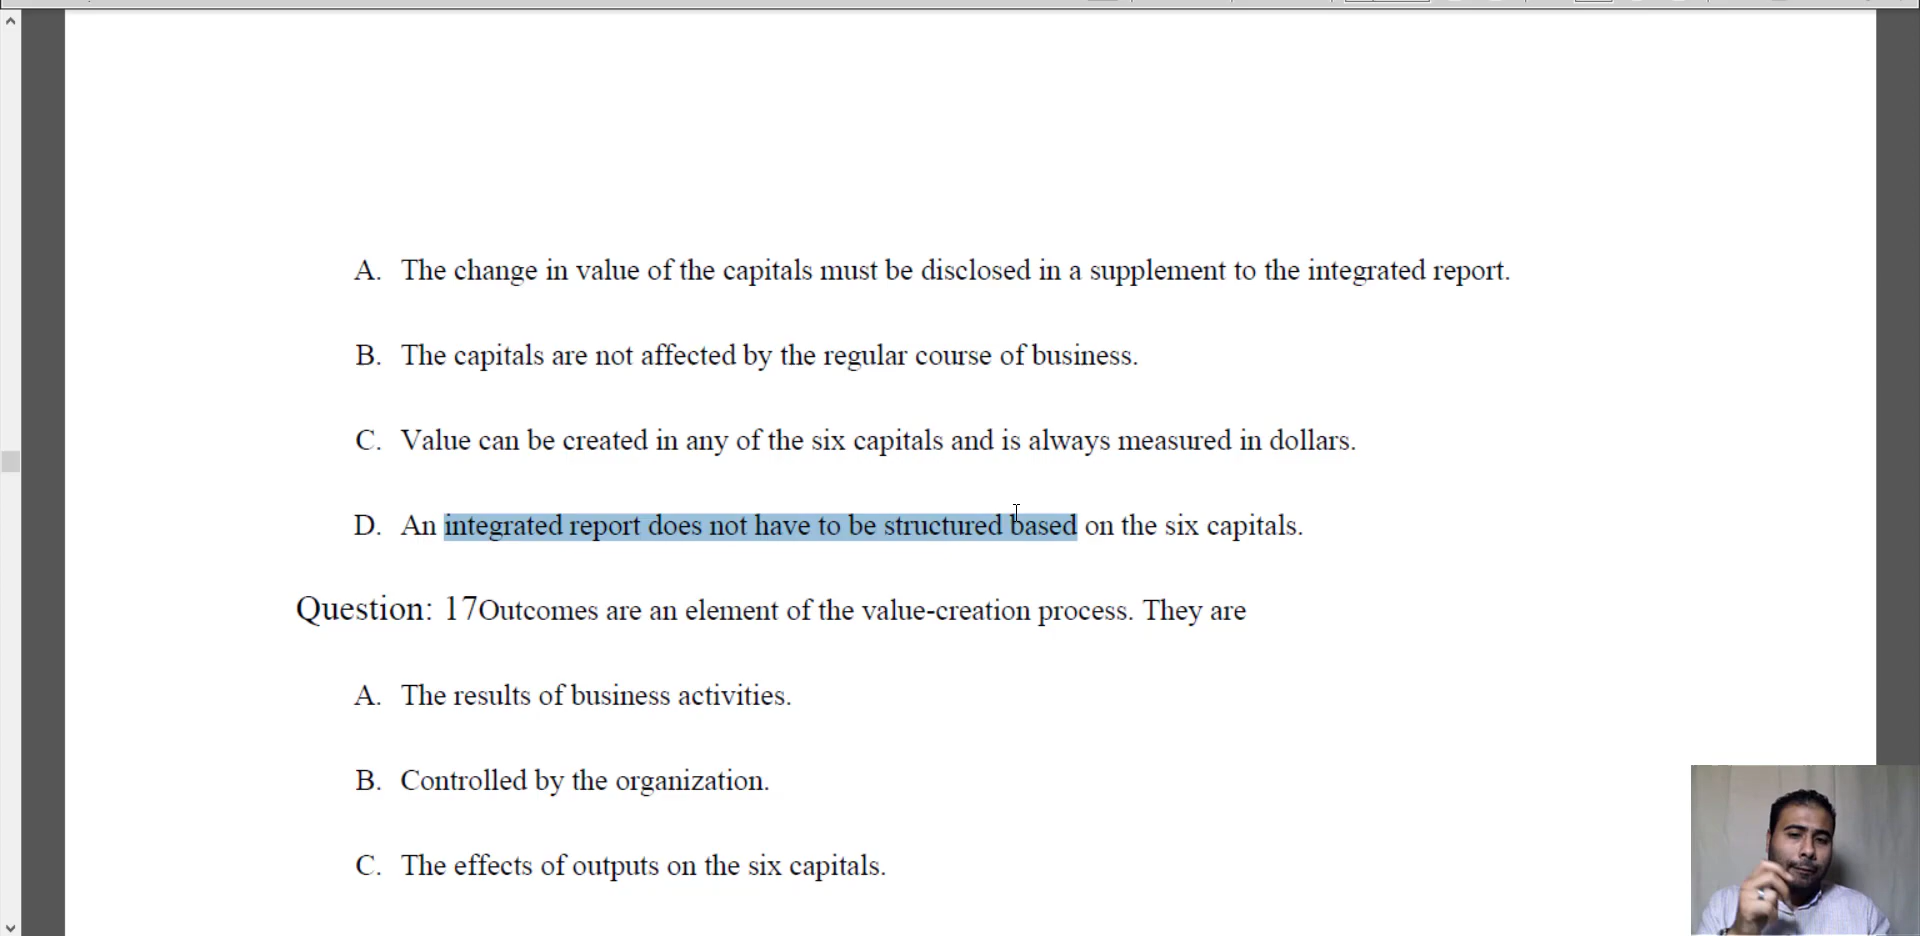 A. The change in value of the capitals must be disclosed in a supplement to the integrated report.
B. The capitals are not affected by the regular course of business.
C. Value can be created in any of the six capitals and is always measured in dollars.
D. An integrated report does not have to be structured based on the six capitals.
Question: 17Outcomes are an element of the value-creation process. They are
A. The results of business activities.
B. Controlled by the organization.
C. The effects of outputs on the six capitals.